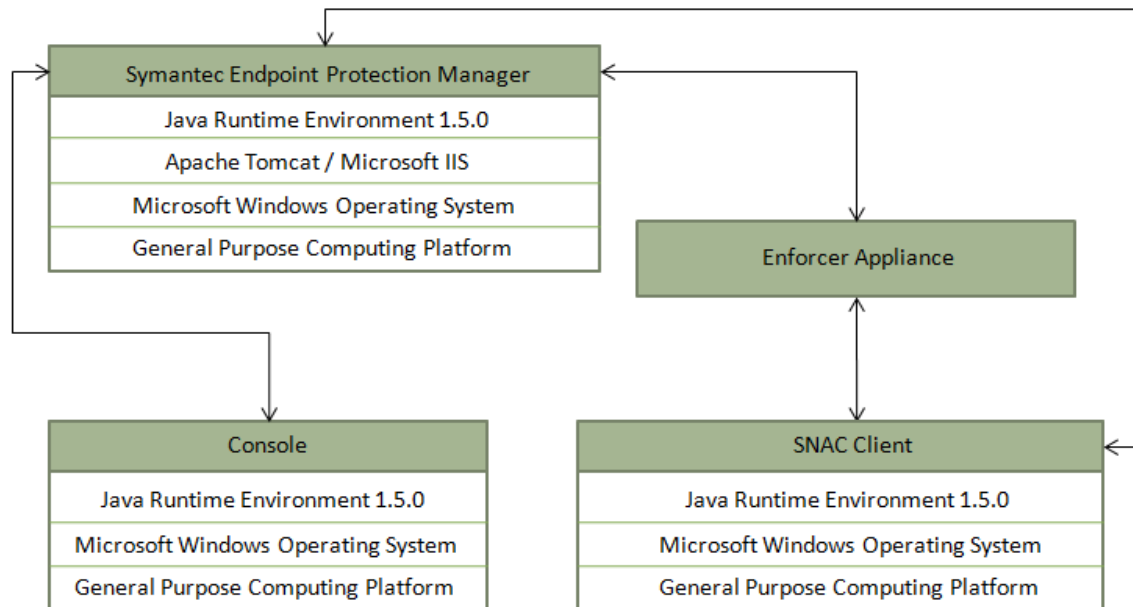 Symantec Endpoint Protection Manager
Java Runtime Environment 1.5.0
Apache Tomcat / Microsoft IIS
Microsoft Windows Operating System
General Purpose Computing Platform
Enforcer Appliance
Console
Java Runtime Environment 1.5.0
Microsoft Windows Operating System
General Purpose Computing Platform
SNAC Client
Java Runtime Environment 1.5.0
Microsoft Windows Operating System
General Purpose Computing Platform